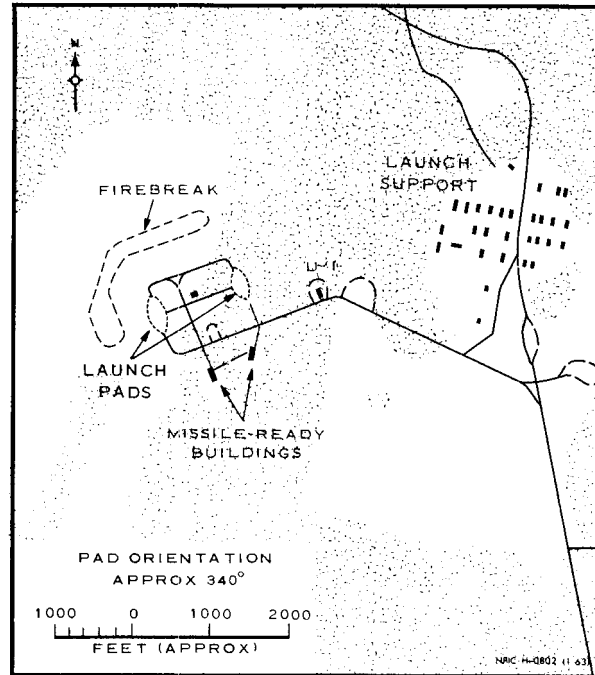 N
LAUNCH
SUPPORT
FIREBREAK
LAUNCH
PADS
MISSILE-READY
BUILDINGS
PAD ORIENTATION
APPROX 340°
1000 0 1000 2000
FEET (APPROX)
NPIC H-0802 (1 63)